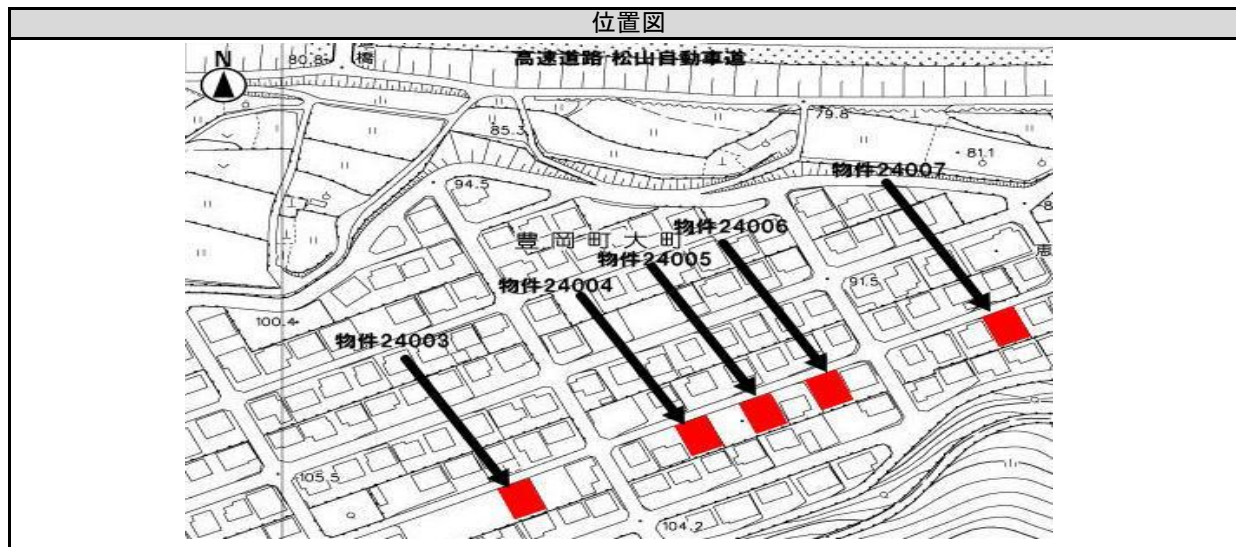 位置図
N
80.8
橋
高速道路 松山自動車道
79.8
85.3
81.1
物件24007
94.5
物件24006
豊岡町大町
物件24005
恵
91.5
物件24004
100.4
物件24003
105.5
104.2